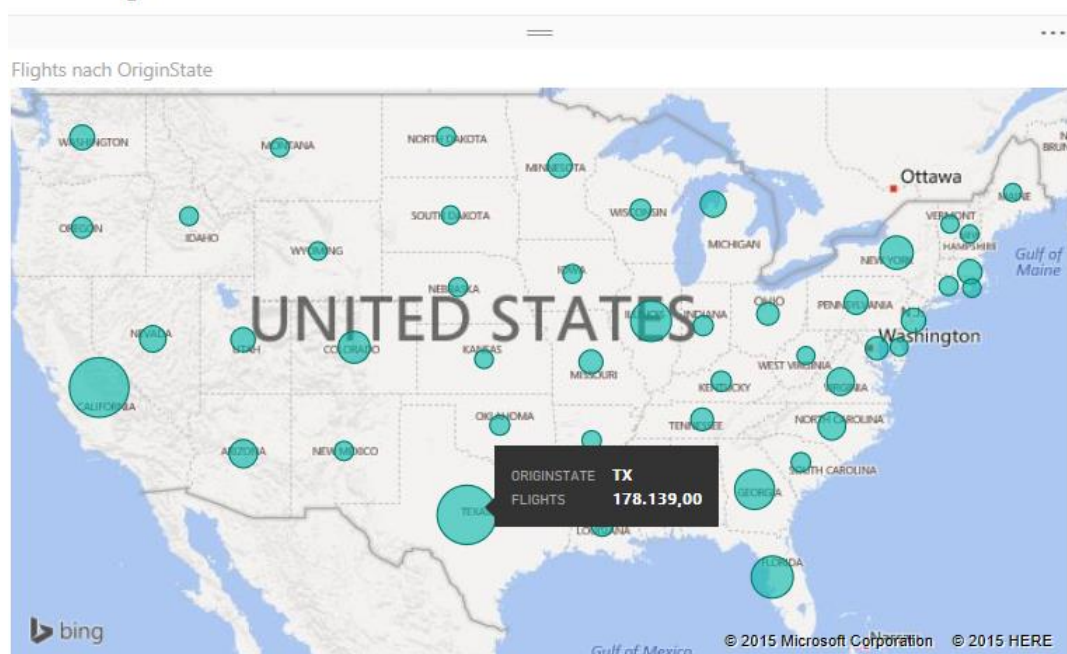 Flights nach OriginState
WASHINGTON
MONTANA
NORTH DAKOTA
MINNESOTA
Ottawa
MAINE
OREGON
IDAHO
SOUTH DAKOTA
WISCONSIN
VERMONT
NEW
HAMPSHIRE
WYOMING
MICHIGAN
NEW YORK
Gulf of
Maine
IOWA
NEBRASKA
UNITED STATES
ILLINOIS
INDIANA
OHIO
PENNSYLVANIA
N.J.
NEVADA
UTAH
COLORADO
KANSAS
MISSOURI
WEST VIRGINIA
Washington
KENTUCKY
VIRGINIA
CALIFORNIA
OKLAHOMA
TENNESSEE
NORTH CAROLINA
ARIZONA
NEW MEXICO
SOUTH CAROLINA
ORIGINSTATE TX
FLIGHTS 178.139,00
GEORGIA
TEXAS
LOUISIANA
FLORIDA
bing
Gulf of Mexico
© 2015 Microsoft Corporation © 2015 HERE